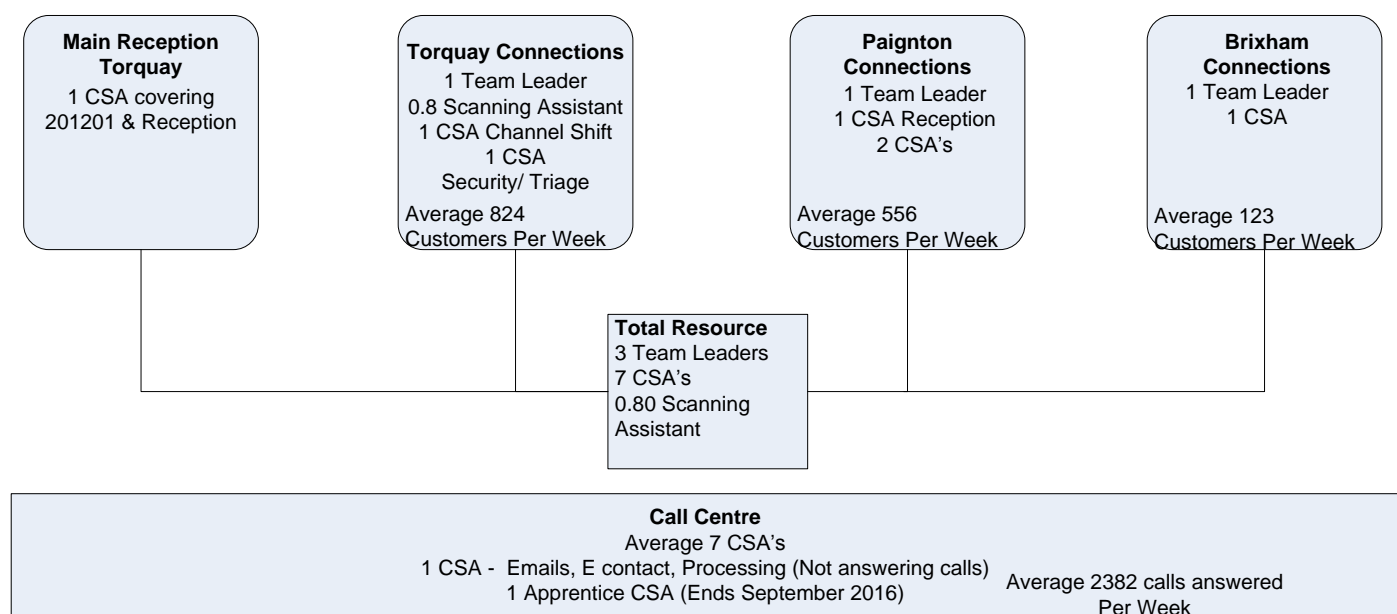 Main Reception
Torquay
1 CSA covering
201201 & Reception
Torquay Connections
1 Team Leader
0.8 Scanning Assistant
1 CSA Channel Shift
1 CSA
Security/ Triage
Average 824
Customers Per Week
Paignton
Connections
1 Team Leader
1 CSA Reception
2 CSA's
Average 556
Customers Per Week
Brixham
Connections
1 Team Leader
1 CSA
Average 123
Customers Per Week
Total Resource
3 Team Leaders
7 CSA's
0.80 Scanning
Assistant
Call Centre
Average 7 CSA's
1 CSA -  Emails, E contact, Processing (Not answering calls)
1 Apprentice CSA (Ends September 2016)
Average 2382 calls answered
Per Week